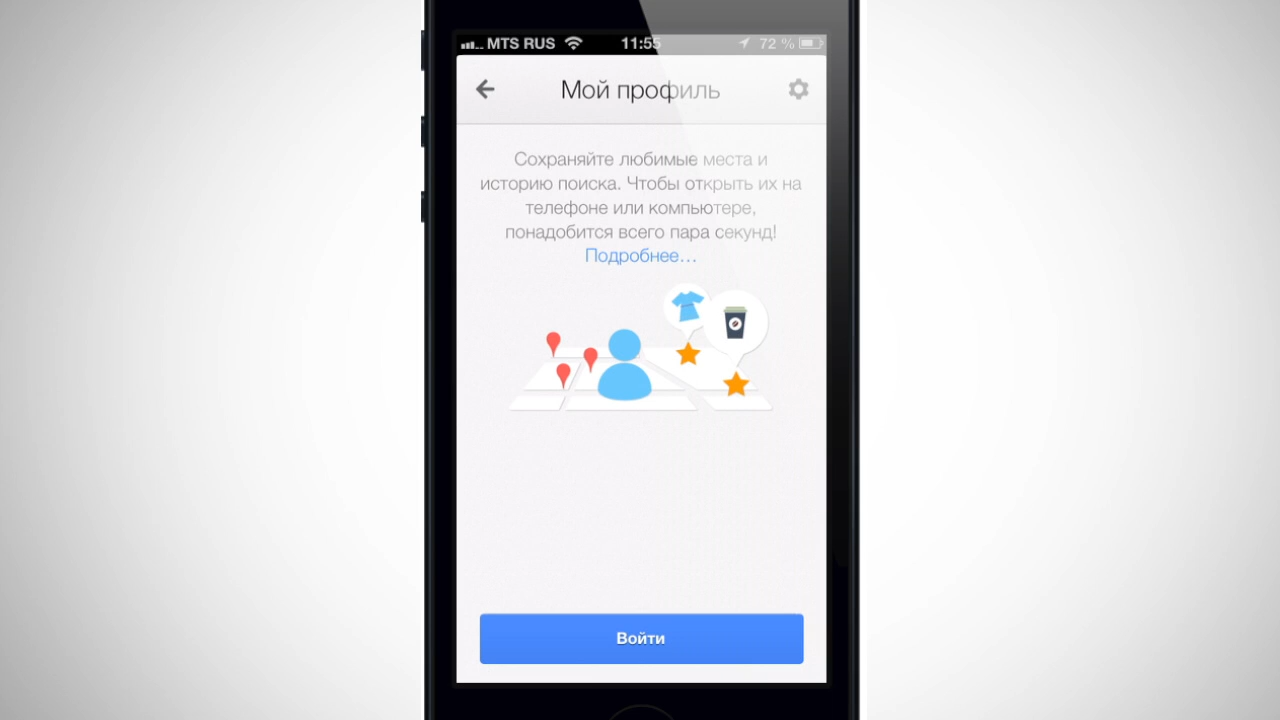 MTS RUS 11:55 72 %
Мой профиль
Сохраняйте любимые места и
историю поиска. Чтобы открыть их на
телефоне или компьютере,
понадобится всего пара секунд!
Подробнее...
Войти